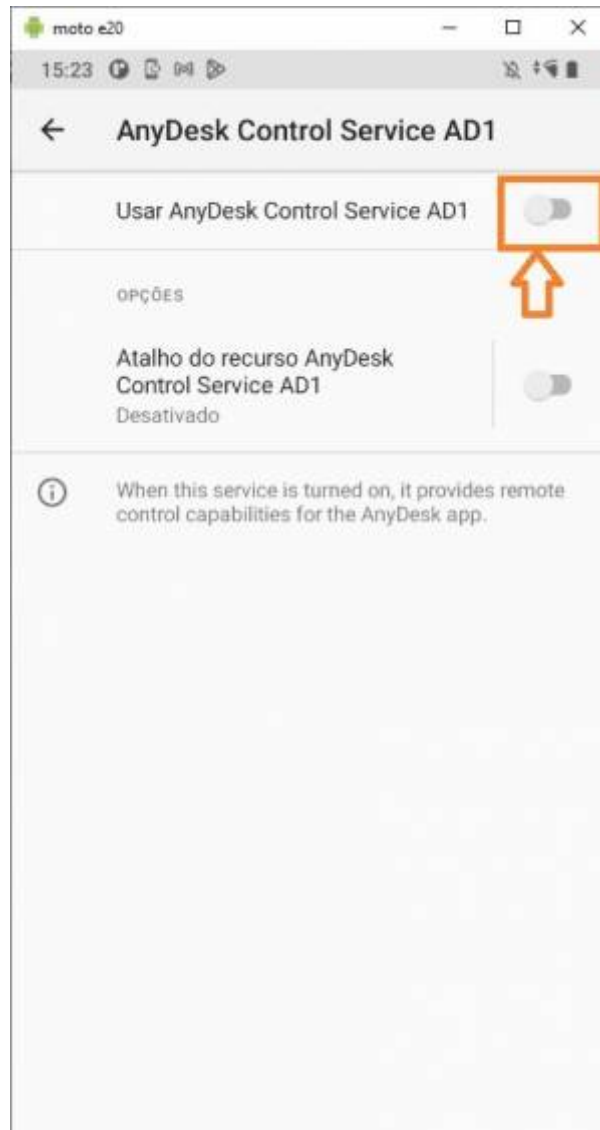 moto e20
15:23
AnyDesk Control Service AD1
Usar AnyDesk Control Service AD1
OPÇÕES
Atalho do recurso AnyDesk
Control Service AD1
Desativado
When this service is turned on, it provides remote
control capabilities for the AnyDesk app.